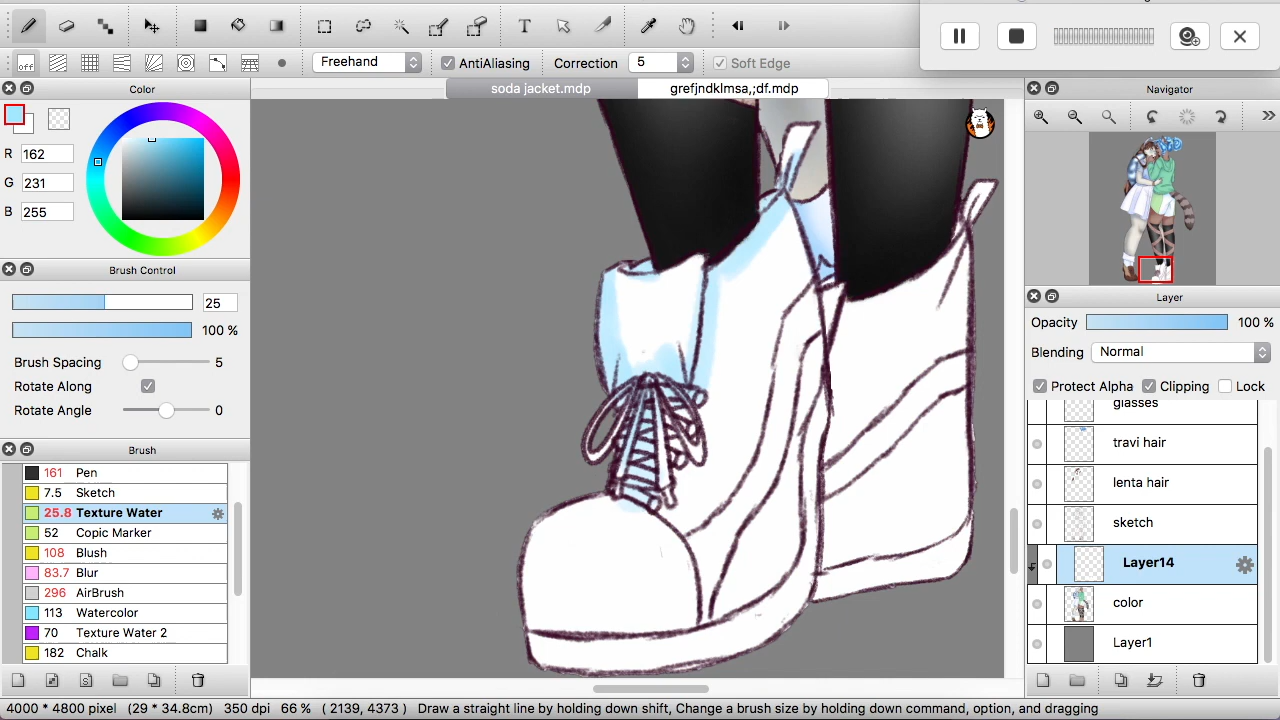 Freehand
AntiAliasing
Correction
5
Soft Edge
off
soda jacket.mdp
grefjndklmsa,;df.mdp
Color
R
162
G
231
B
255
Brush Control
25
100 %
Brush Spacing
5
Rotate Along
Rotate Angle
0
Brush
161 Pen
7.5 Sketch
25.8 Texture Water
52 Copic Marker
108 Blush
83.7 Blur
296 AirBrush
113 Watercolor
70 Texture Water 2
182 Chalk
Navigator
Layer
Opacity
100 %
Blending
Normal
Protect Alpha
Clipping
Lock
glasses
travi hair
lenta hair
sketch
Layer14
color
Layer1
4000 * 4800 pixel (29 * 34.8cm) 350 dpi 66 % ( 2139, 4373 ) Draw a straight line by holding down shift, Change a brush size by holding down command, option, and dragging